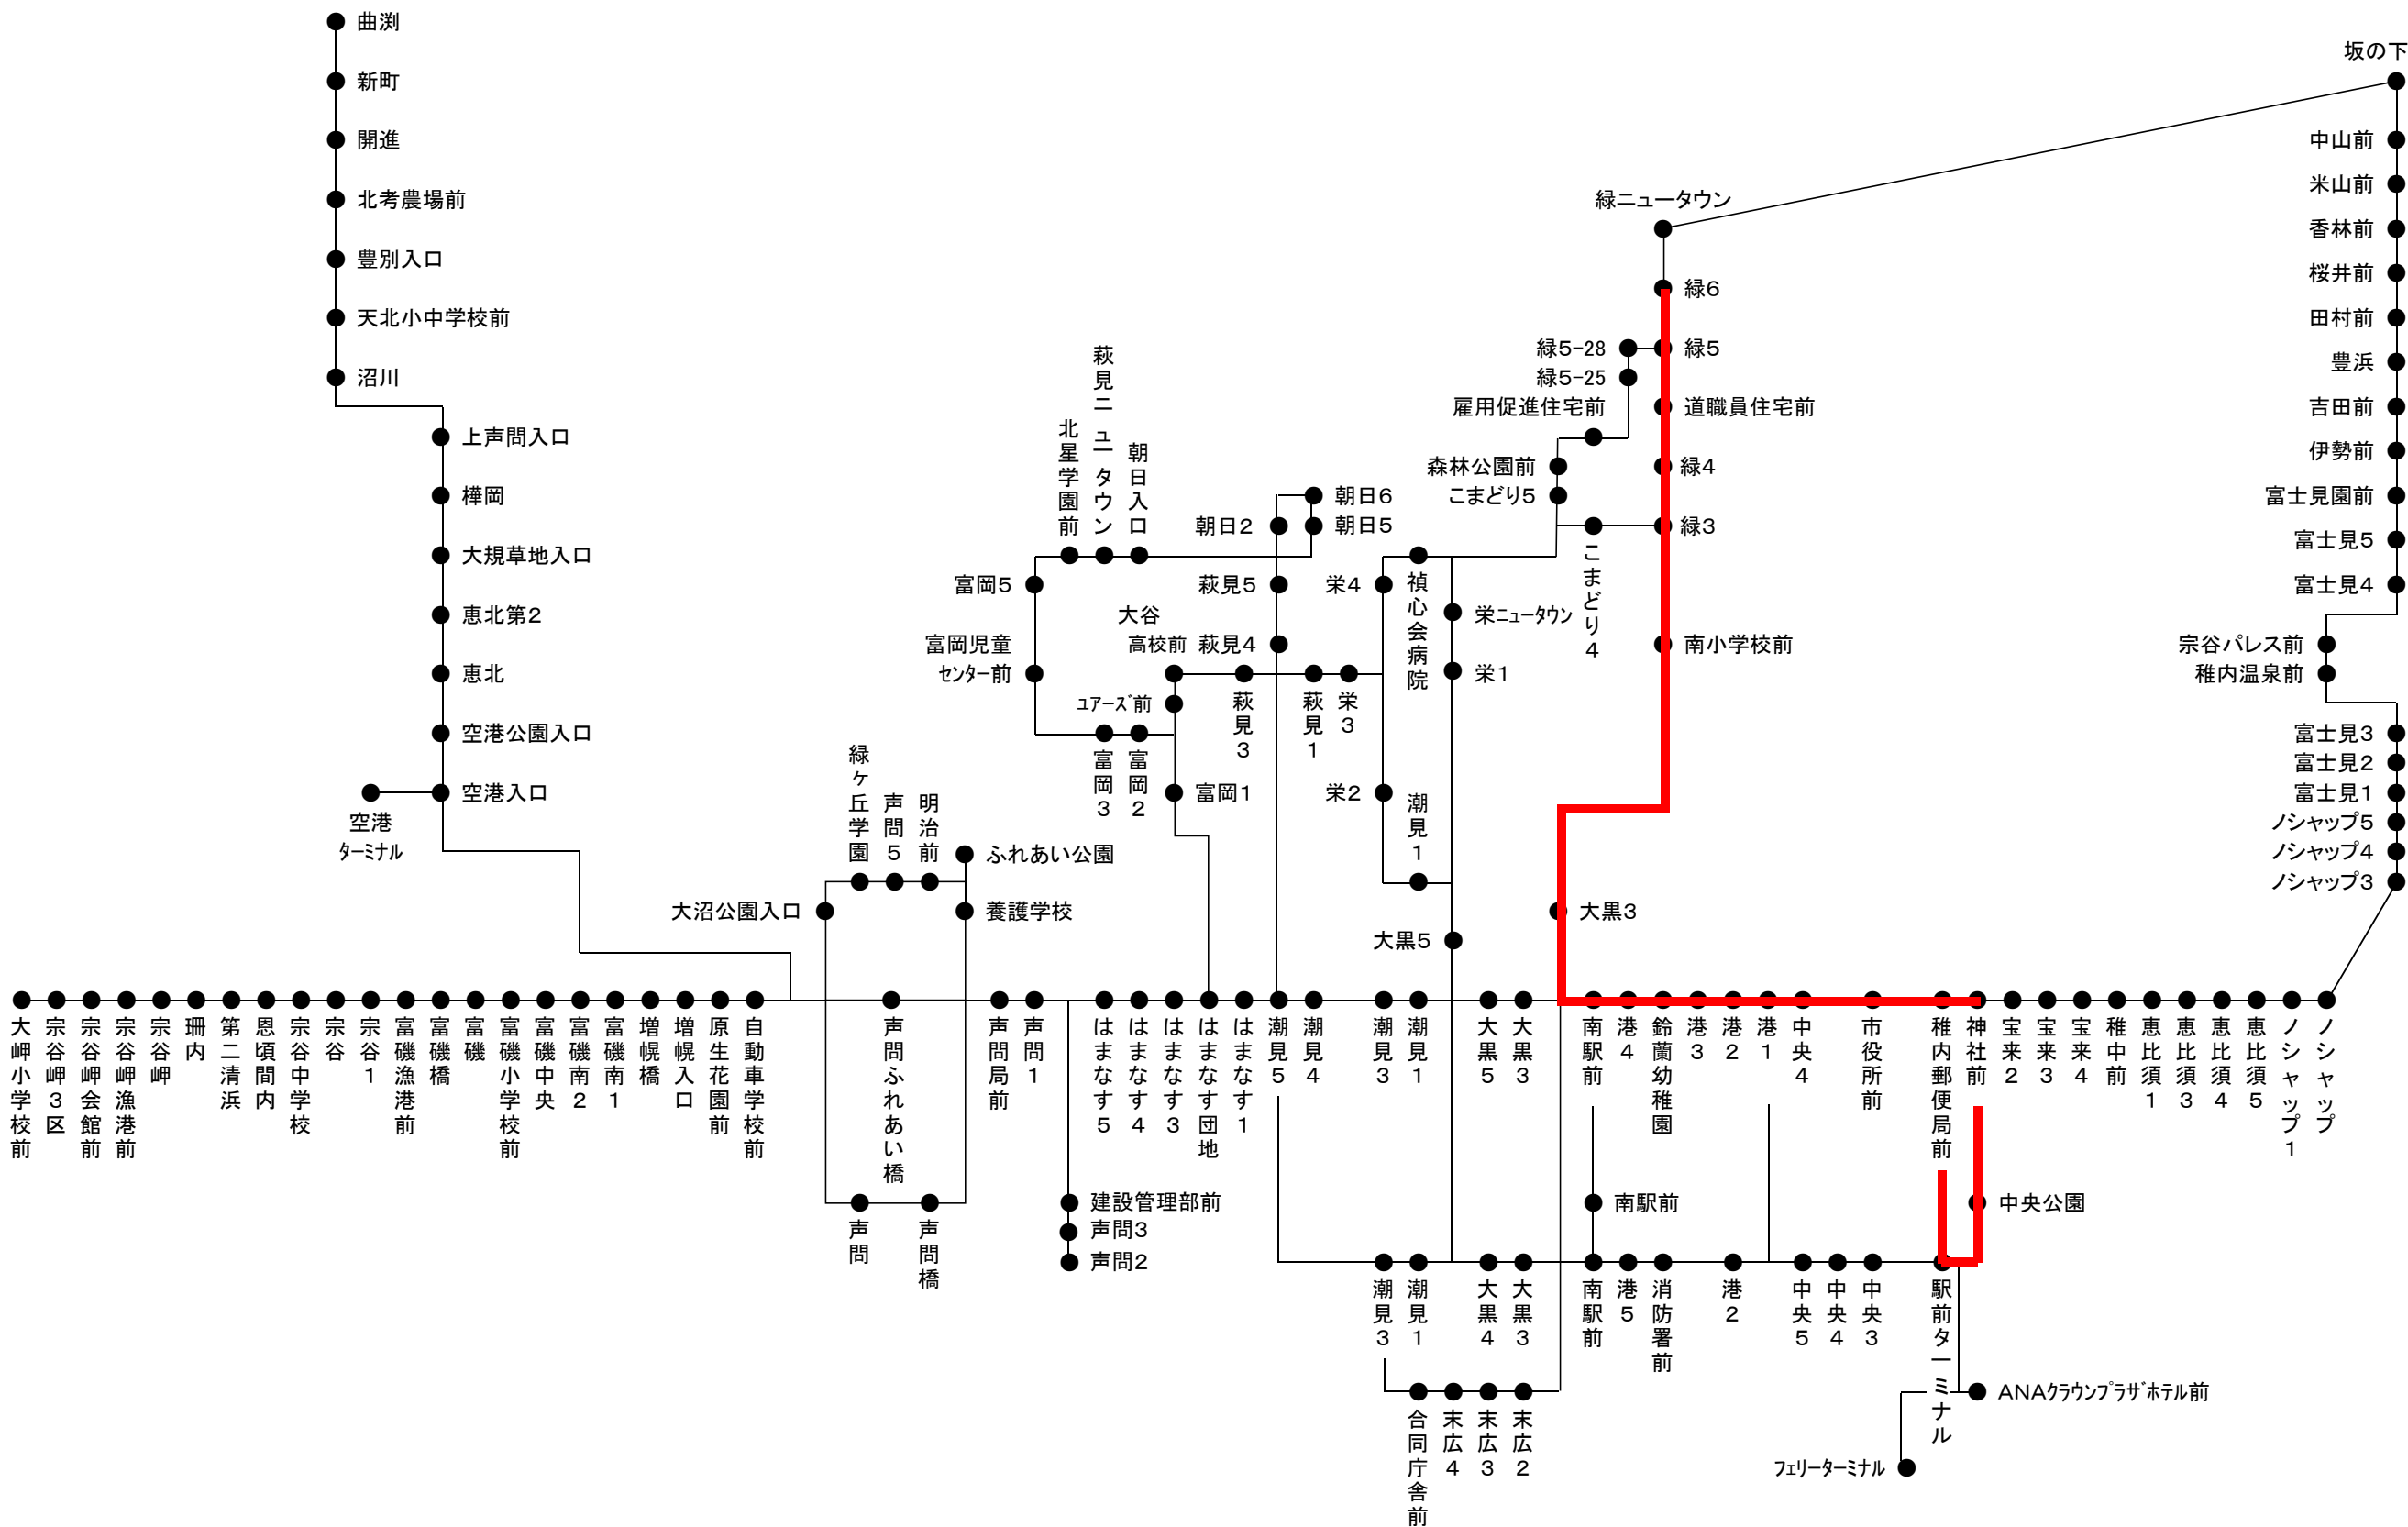 曲渕
新町
開進
北考農場前
豊別入口
天北小中学校前
沼川
上声問入口
樺岡
大規草地入口
恵北第2
恵北
空港公園入口
空港入口
空港
ﾀｰﾐﾅﾙ
坂の下
中山前
米山前
香林前
桜井前
田村前
豊浜
吉田前
伊勢前
富士見園前
富士見5
富士見4
宗谷パレス前
稚内温泉前
富士見3
富士見2
富士見1
ノシャップ5
ノシャップ4
ノシャップ3
緑ニュータウン
緑6
緑5-28
緑5
緑5-25
雇用促進住宅前
道職員住宅前
森林公園前
緑4
こまどり5
緑3
こまどり4
南小学校前
北星学園前
萩見ニュータウン
朝日入口
朝日6
朝日2
朝日5
富岡5
萩見5
栄4
禎心会病院
栄ﾆｭｰﾀｳﾝ
大谷
高校前
萩見4
富岡児童
ｾﾝﾀｰ前
栄1
ﾕｱｰｽﾞ前
萩見3
萩見1
栄3
富岡3
富岡2
富岡1
栄2
潮見1
緑ヶ丘学園
声問5
明治前
ふれあい公園
大沼公園入口
養護学校
大黒3
大黒5
大岬小学校前
宗谷岬3区
宗谷岬会館前
宗谷岬漁港前
宗谷岬
珊内
第二清浜
恩頃間内
宗谷中学校
宗谷
宗谷1
富磯漁港前
富磯橋
富磯
富磯小学校前
富磯中央
富磯南2
富磯南1
増幌橋
増幌入口
原生花園前
自動車学校前
声問ふれあい橋
声問局前
声問1
はまなす5
はまなす4
はまなす3
はまなす団地
はまなす1
潮見5
潮見4
潮見3
潮見1
大黒5
大黒3
南駅前
港4
鈴蘭幼稚園
港3
港2
港1
中央4
市役所前
稚内郵便局前
神社前
宝来2
宝来3
宝来4
稚中前
恵比須1
恵比須3
恵比須4
恵比須5
ノシャップ1
ノシャップ
声問
声問橋
建設管理部前
声問3
声問2
南駅前
中央公園
潮見3
潮見1
大黒4
大黒3
南駅前
港5
消防署前
港2
中央5
中央4
中央3
駅前ターミナル
合同庁舎前
末広4
末広3
末広2
ANAｸﾗｳﾝﾌﾟﾗｻﾞﾎﾃﾙ前
ﾌｪﾘｰﾀｰﾐﾅﾙ